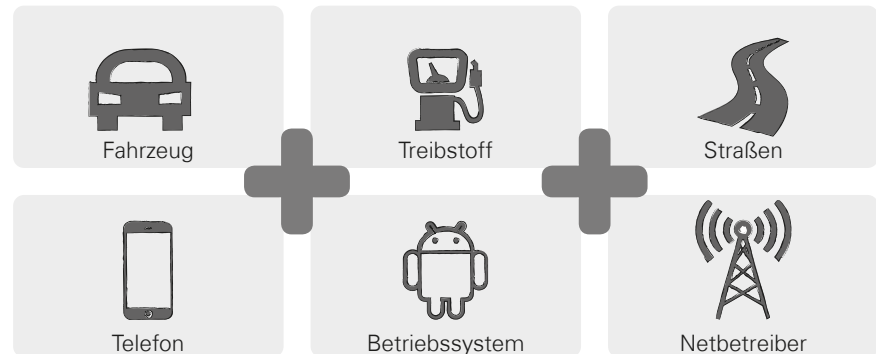 Fahrzeug
Treibstoff
Straßen
Telefon
Betriebssystem
Netbetreiber